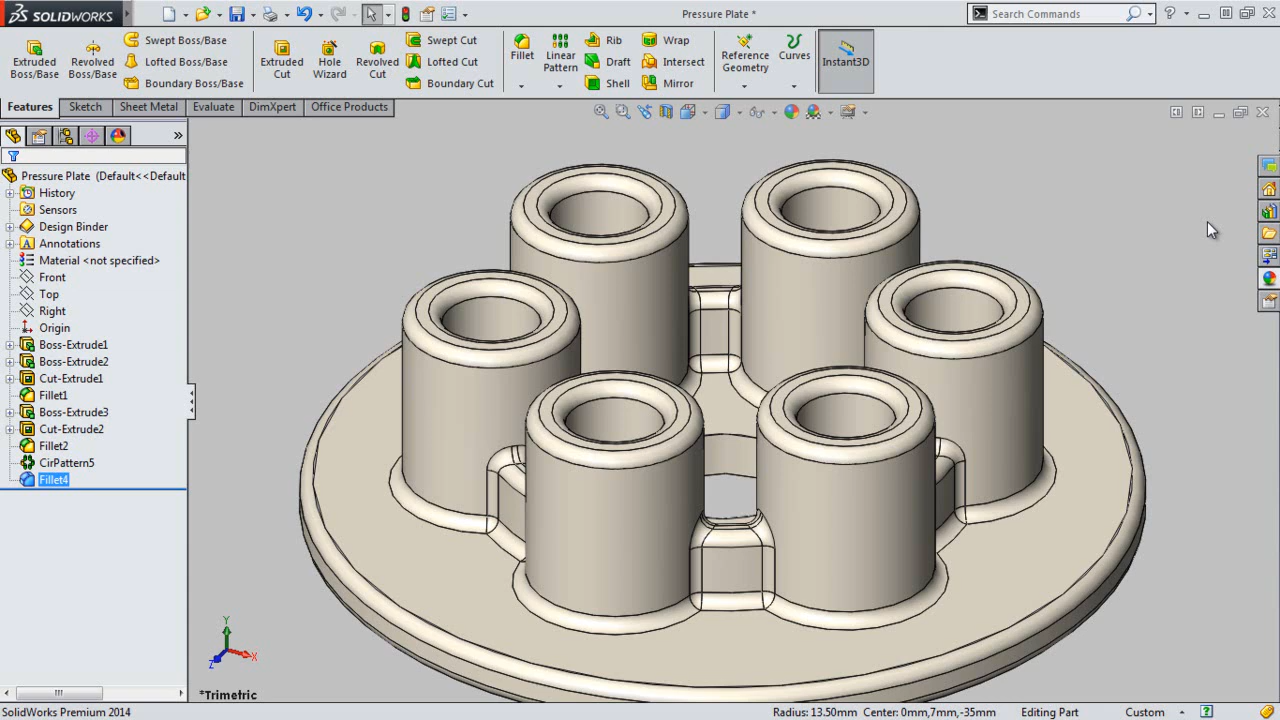 SOLIDWORKS
Pressure Plate *
Search Commands
Extruded Boss/Base
Revolved Boss/Base
Swept Boss/Base
Lofted Boss/Base
Boundary Boss/Base
Extruded Cut
Hole Wizard
Revolved Cut
Swept Cut
Lofted Cut
Boundary Cut
Fillet
Linear Pattern
Rib
Draft
Shell
Wrap
Intersect
Mirror
Reference Geometry
Curves
Instant3D
Features
Sketch
Sheet Metal
Evaluate
DimXpert
Office Products
Pressure Plate (Default<<Default
History
Sensors
Design Binder
Annotations
Material <not specified>
Front
Top
Right
Origin
Boss-Extrude1
Boss-Extrude2
Cut-Extrude1
Fillet1
Boss-Extrude3
Cut-Extrude2
Fillet2
CirPattern5
Fillet4
Y
X
Z
*Trimetric
SolidWorks Premium 2014
Radius: 13.50mm Center: 0mm,7mm,-35mm
Editing Part
Custom